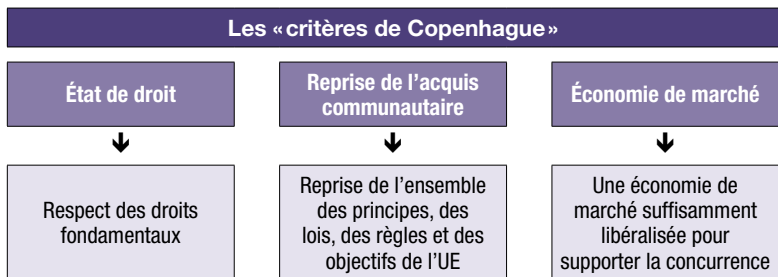 Les «critères de Copenhague»
État de droit
Reprise de l'acquis
communautaire
Économie de marché
Respect des droits
fondamentaux
Reprise de l'ensemble
des principes, des
lois, des règles et des
objectifs de l'UE
Une économie de
marché suffisamment
libéralisée pour
supporter la concurrence